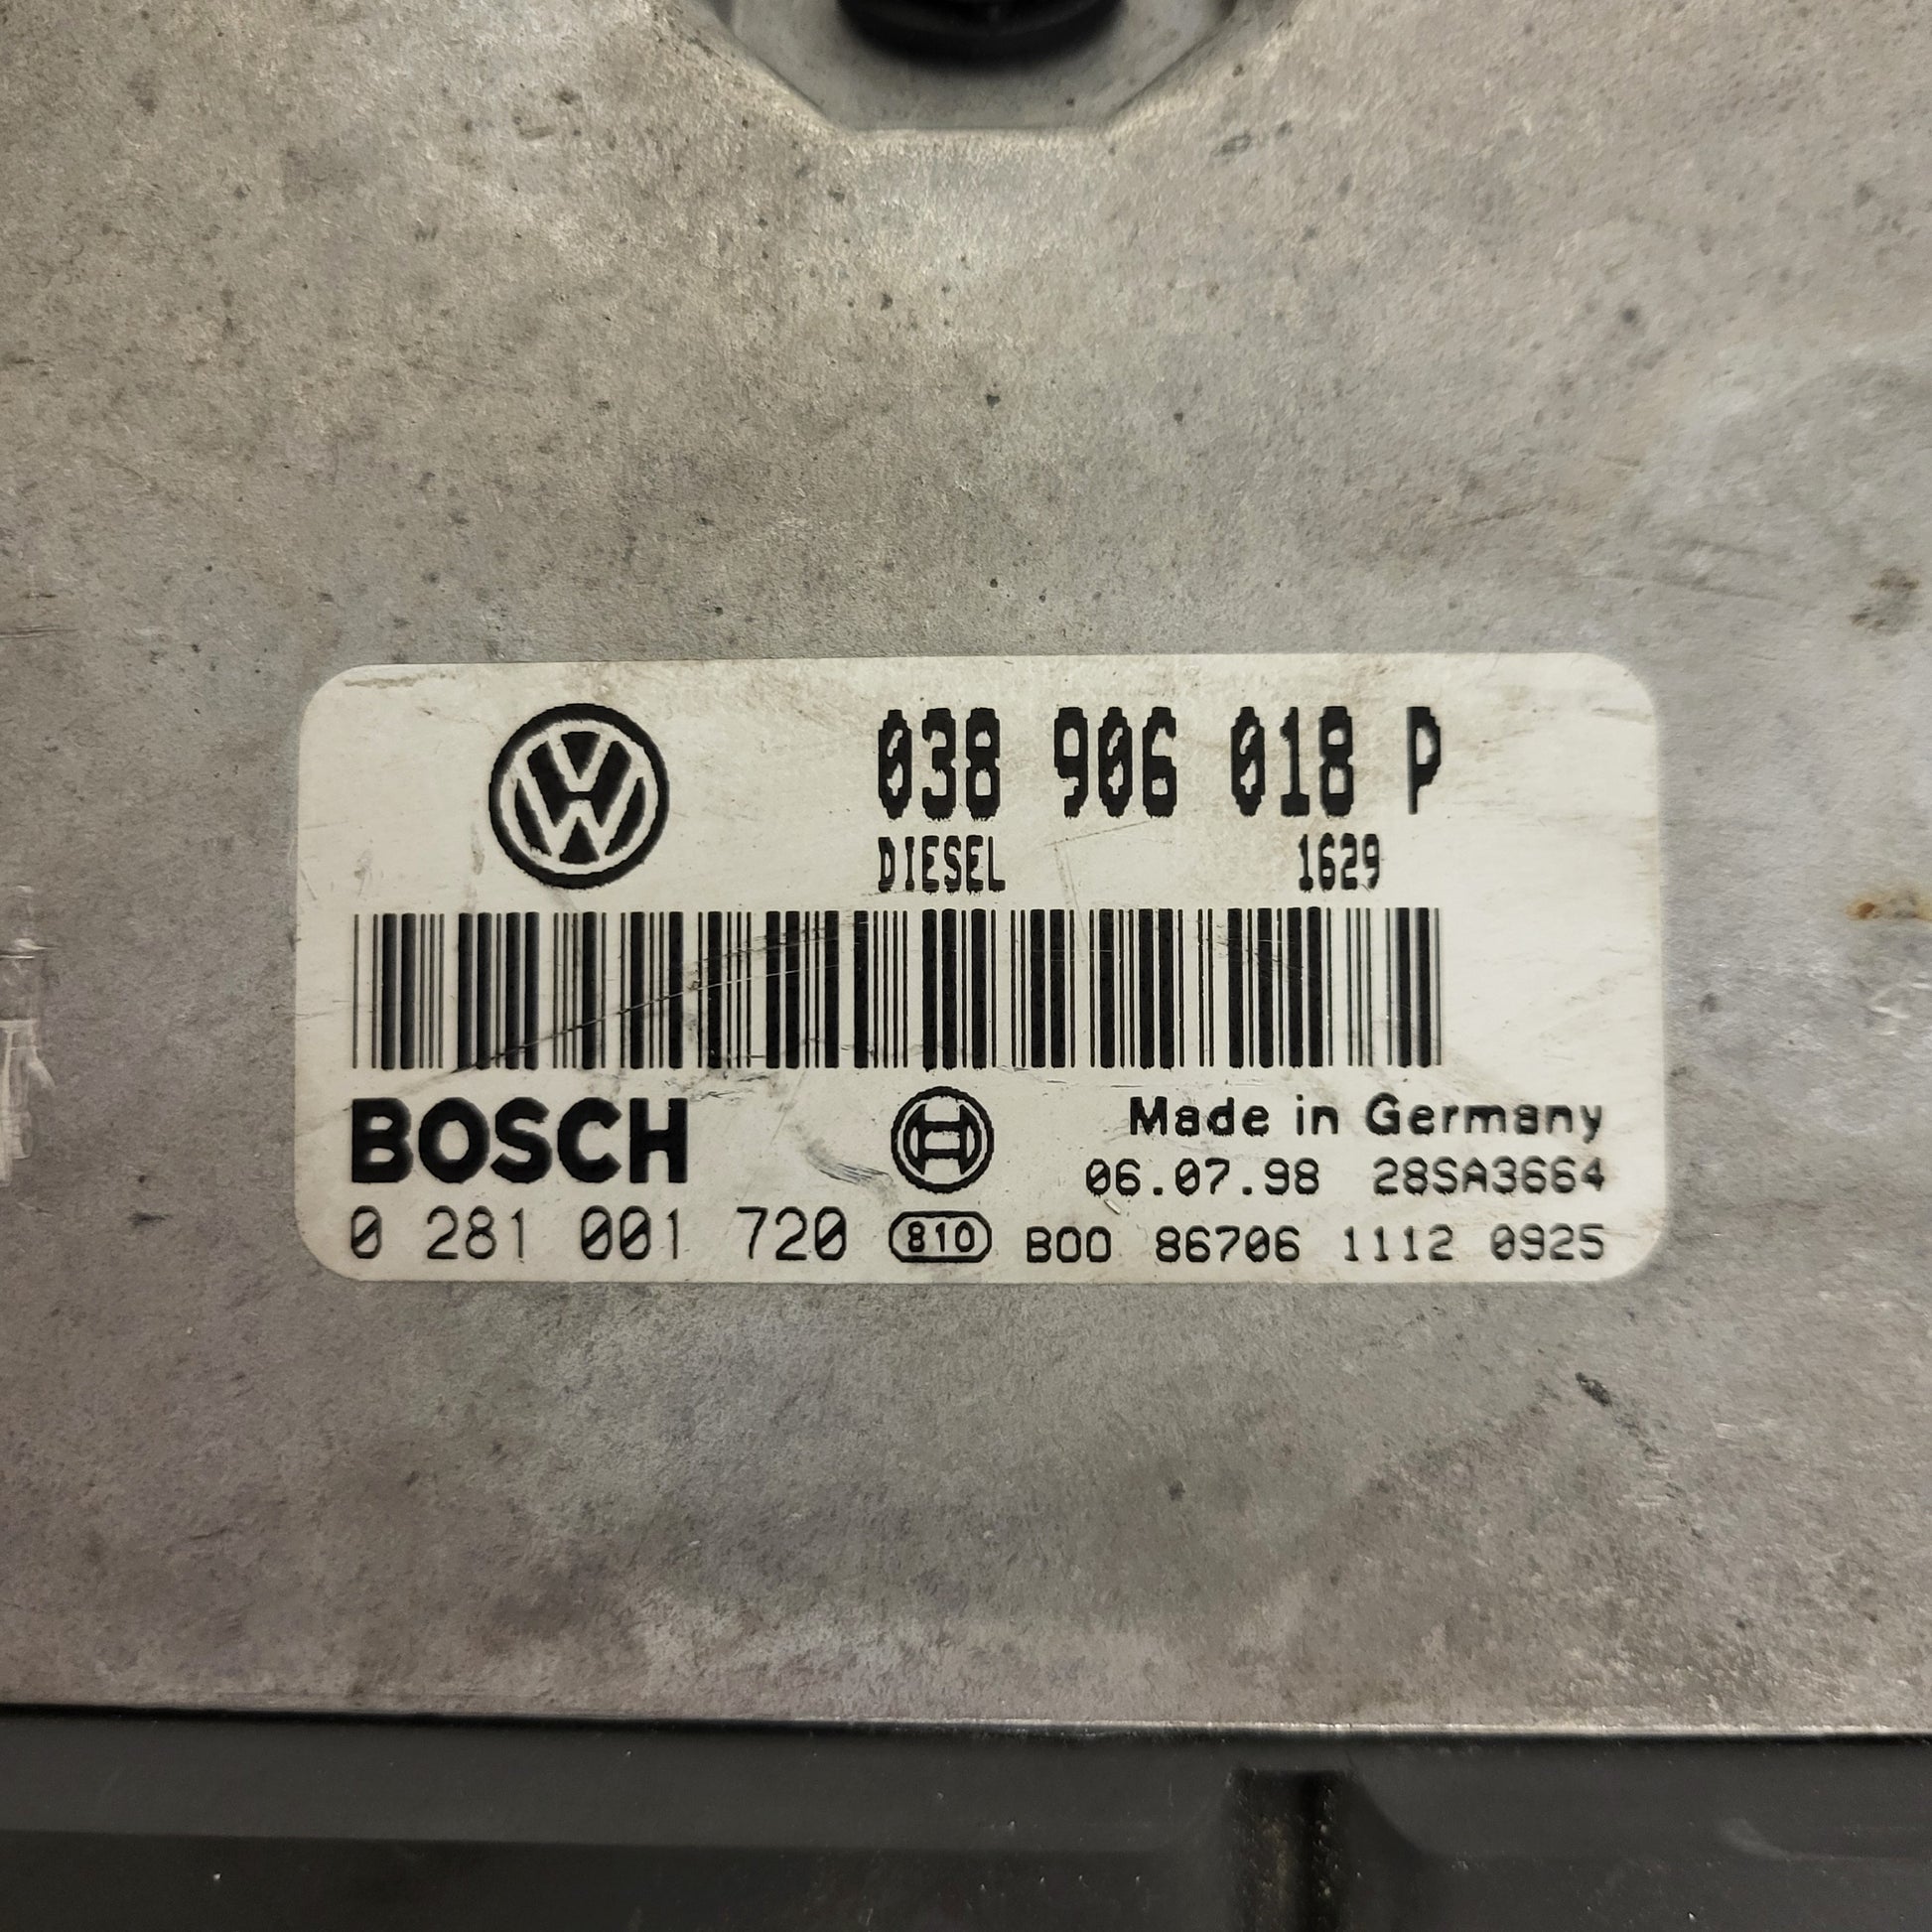 038 906 018 P
DIESEL 1629
BOSCH Made in Germany
06.07.98 28SA3664
0 281 001 720 810 B00 86706 1112 0925